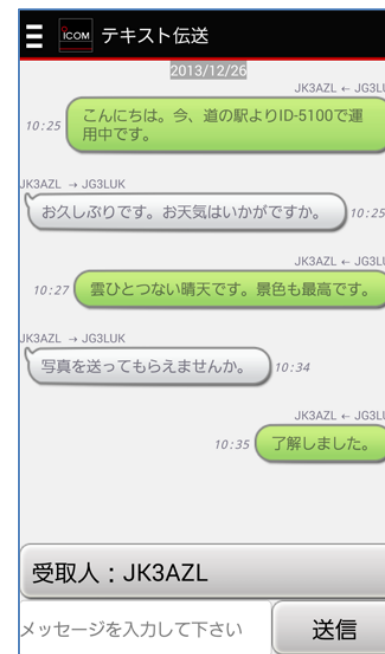 ICOM テキスト伝送
2013/12/26
JK3AZL ← JG3LU
10:25 こんにちは。今、道の駅よりID-5100で運
用中です。
JK3AZL → JG3LUK
お久しぶりです。お天気はいかがですか。 10:25
JK3AZL ← JG3LU
10:27 雲ひとつない晴天です。景色も最高です。
JK3AZL → JG3LUK
写真を送ってもらえませんか。 10:34
JK3AZL ← JG3LU
10:35 了解しました。
受取人：JK3AZL
メッセージを入力して下さい 送信